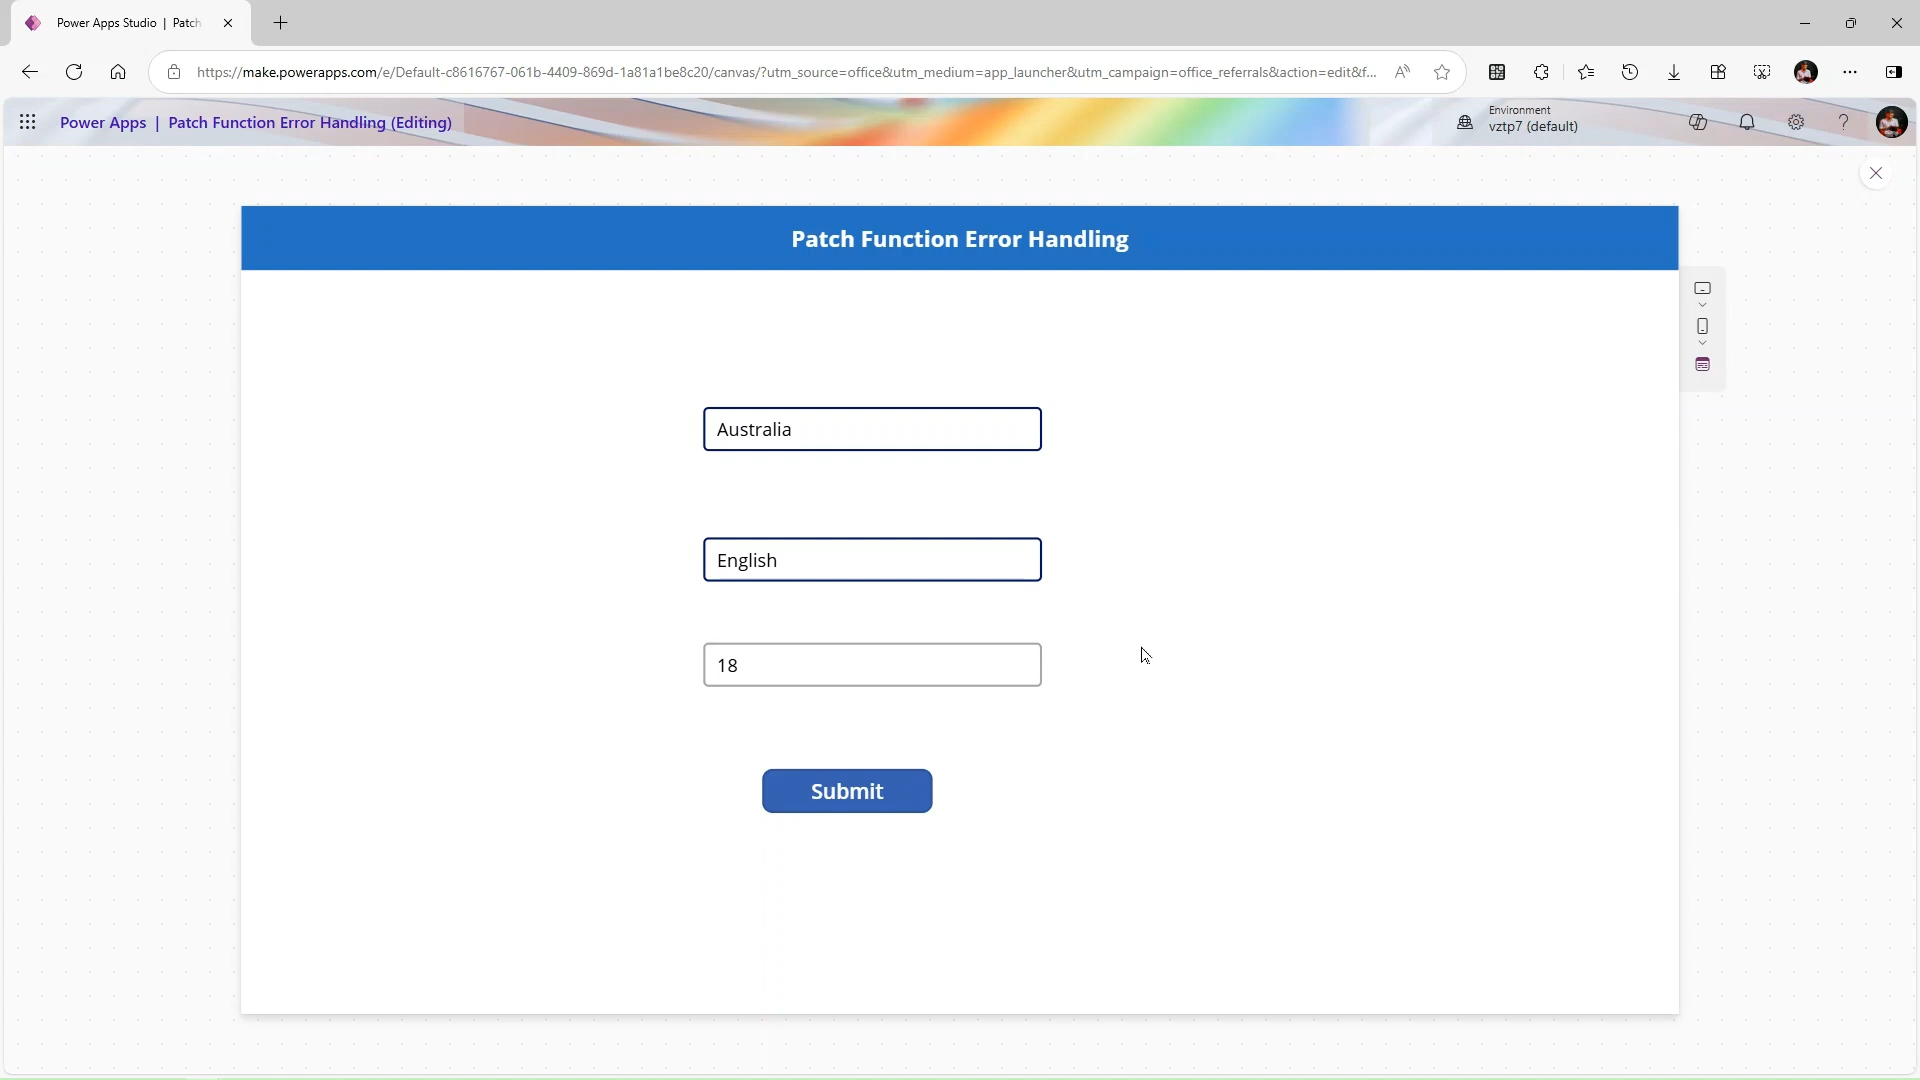 Power Apps Studio | Patch
https://make.powerapps.com/e/Default-c8616767-061b-4409-869d-1a81a1be8c20/canvas/?utm_source=office&utm_medium=app_launcher&utm_campaign=office_referrals&action=edit&f...
Power Apps | Patch Function Error Handling (Editing)
Environment
vztp7 (default)
Patch Function Error Handling
Australia
English
18
Submit